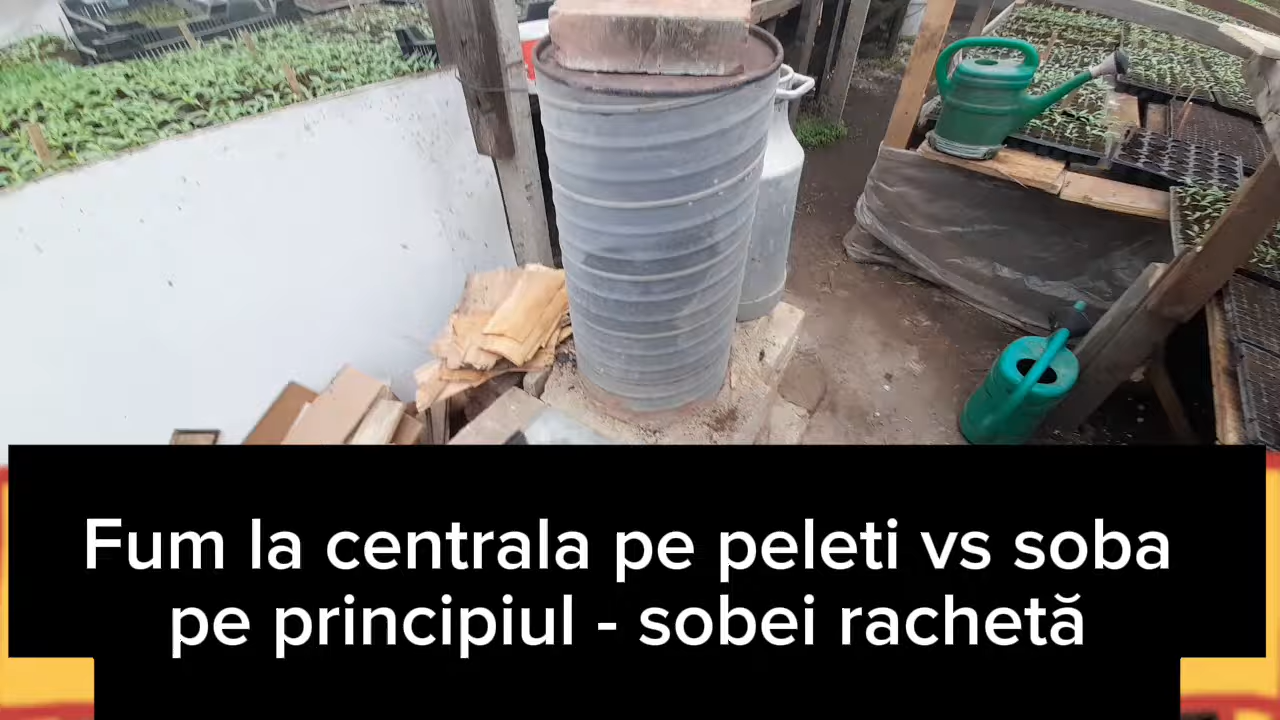 Fum la centrala pe peleti vs soba
pe principiul - sobei rachetă